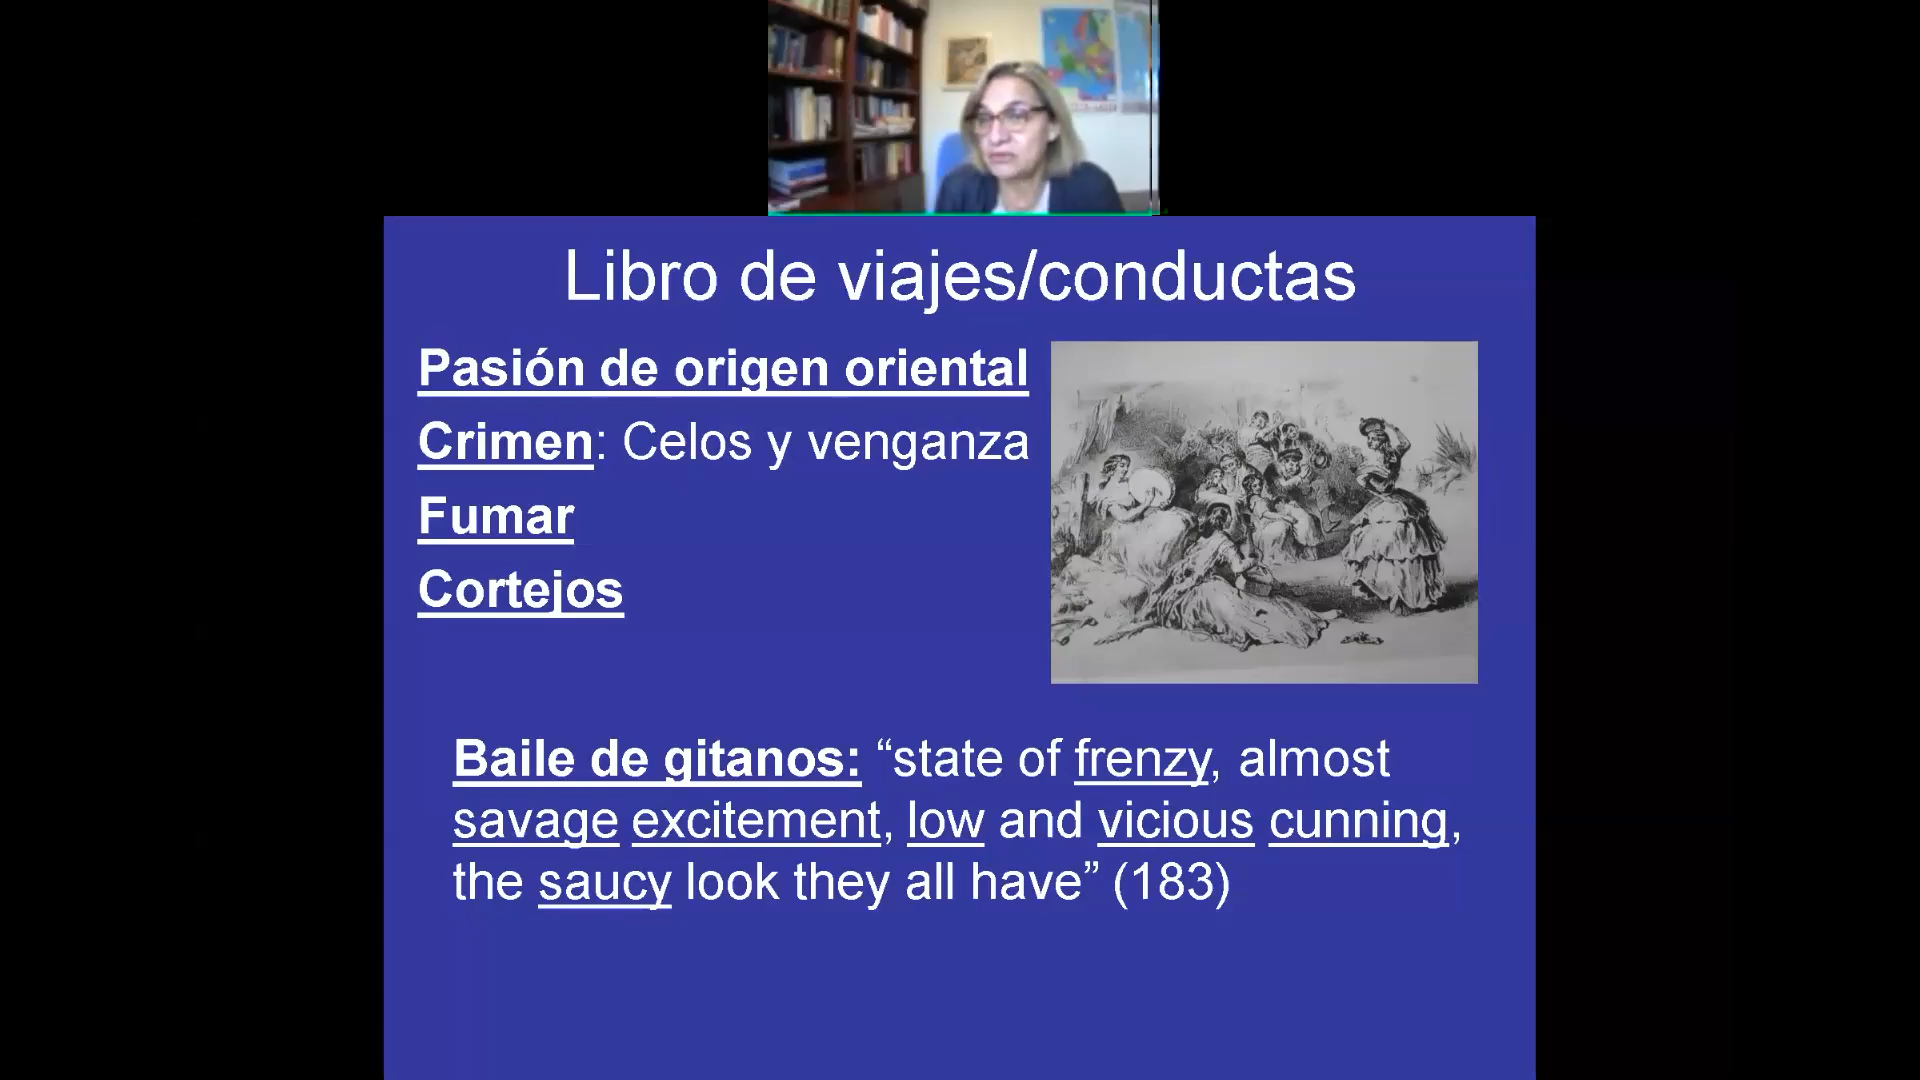 Libro de viajes/conductas
Pasión de origen oriental
Crimen: Celos y venganza
Fumar
Cortejos
Baile de gitanos: “state of frenzy, almost
savage excitement, low and vicious cunning,
the saucy look they all have” (183)